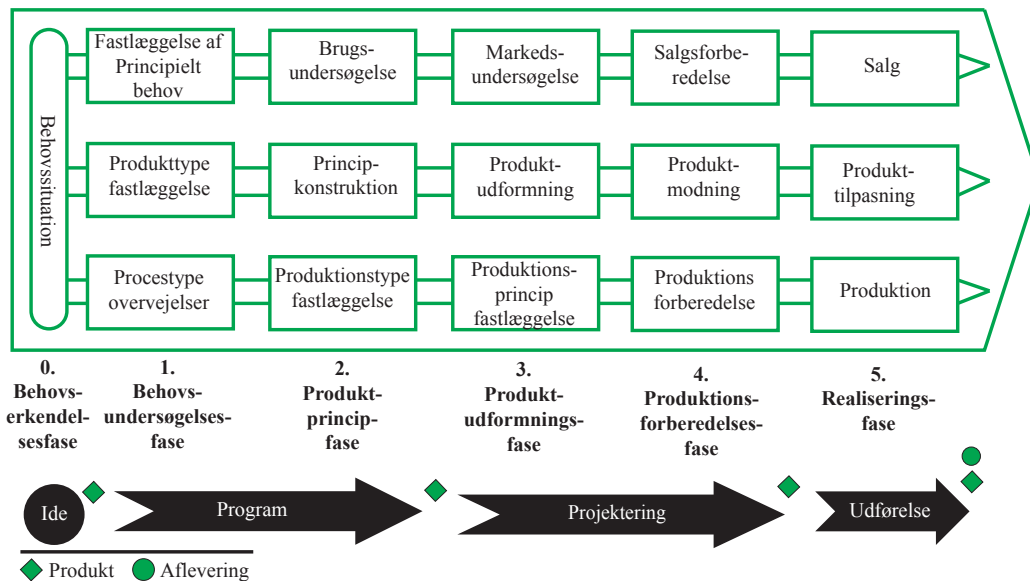 Behovssituation
Fastlæggelse af
Principielt
behov
Brugs-
undersøgelse
Markeds-
undersøgelse
Salgsforbe-
redelse
Salg
Produkttype
fastlæggelse
Princip-
konstruktion
Produkt-
udformning
Produkt-
modning
Produkt-
tilpasning
Procestype
overvejelser
Produktionstype
fastlæggelse
Produktions-
princip
fastlæggelse
Produktions
forberedelse
Produktion
0.
Behovs-
erkendel-
sesfase
1.
Behovs-
undersøgelses-
fase
2.
Produkt-
princip-
fase
3.
Produkt-
udformnings-
fase
4.
Produktions-
forberedelses-
fase
5.
Realiserings-
fase
Ide
Program
Projektering
Udførelse
Produkt
Aflevering